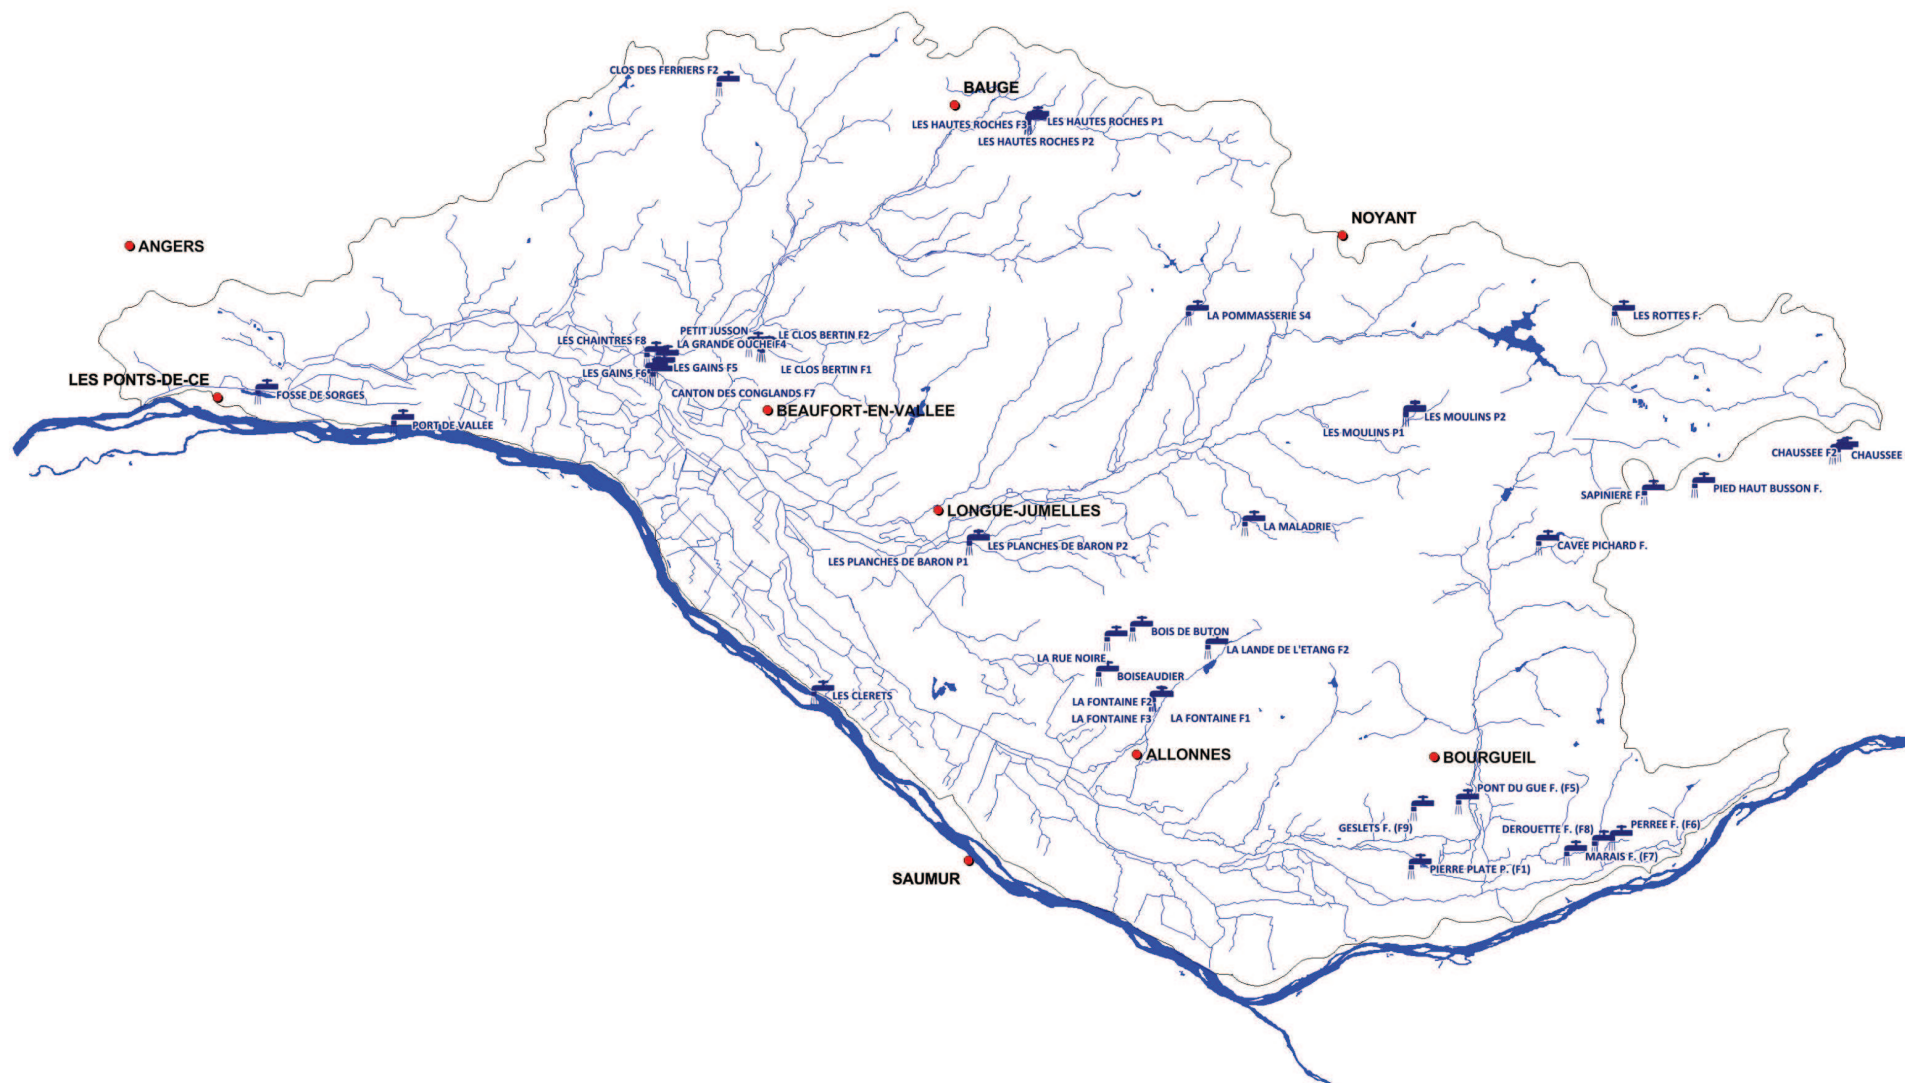 CLOS DES FERRIERS F2
BAUGE
LES HAUTES ROCHES F3
LES HAUTES ROCHES P1
LES HAUTES ROCHES P2
NOYANT
ANGERS
LA POMMASSERIE S4
LES ROTTES F.
PETIT JUSSON
LE CLOS BERTIN F2
LES CHAINTRES F8
LA GRANDE OUCHE F4
LES GAINS F6
LES GAINS F5
LE CLOS BERTIN F1
LES PONTS-DE-CE
FOSSE DE SORGES
CANTON DES CONGLANDS F7
BEAUFORT-EN-VALLEE
PORT DE VALLEE
LES MOULINS P2
LES MOULINS P1
CHAUSSEE F2
CHAUSSEE
SAPINIERE F.
PIED HAUT BUSSON F.
LONGUE-JUMELLES
LA MALADRIE
LES PLANCHES DE BARON P2
LES PLANCHES DE BARON P1
CAVEE PICHARD F.
BOIS DE BUTON
LA RUE NOIRE
LA LANDE DE L'ETANG F2
BOISEAUDIER
LES CLERETS
LA FONTAINE F2
LA FONTAINE F3
LA FONTAINE F1
ALLONNES
BOURGUEIL
PONT DU GUE F. (F5)
GESLETS F. (F9)
DEROUETTE F. (F8)
PERREE F. (F6)
MARAIS F. (F7)
PIERRE PLATE P. (F1)
SAUMUR